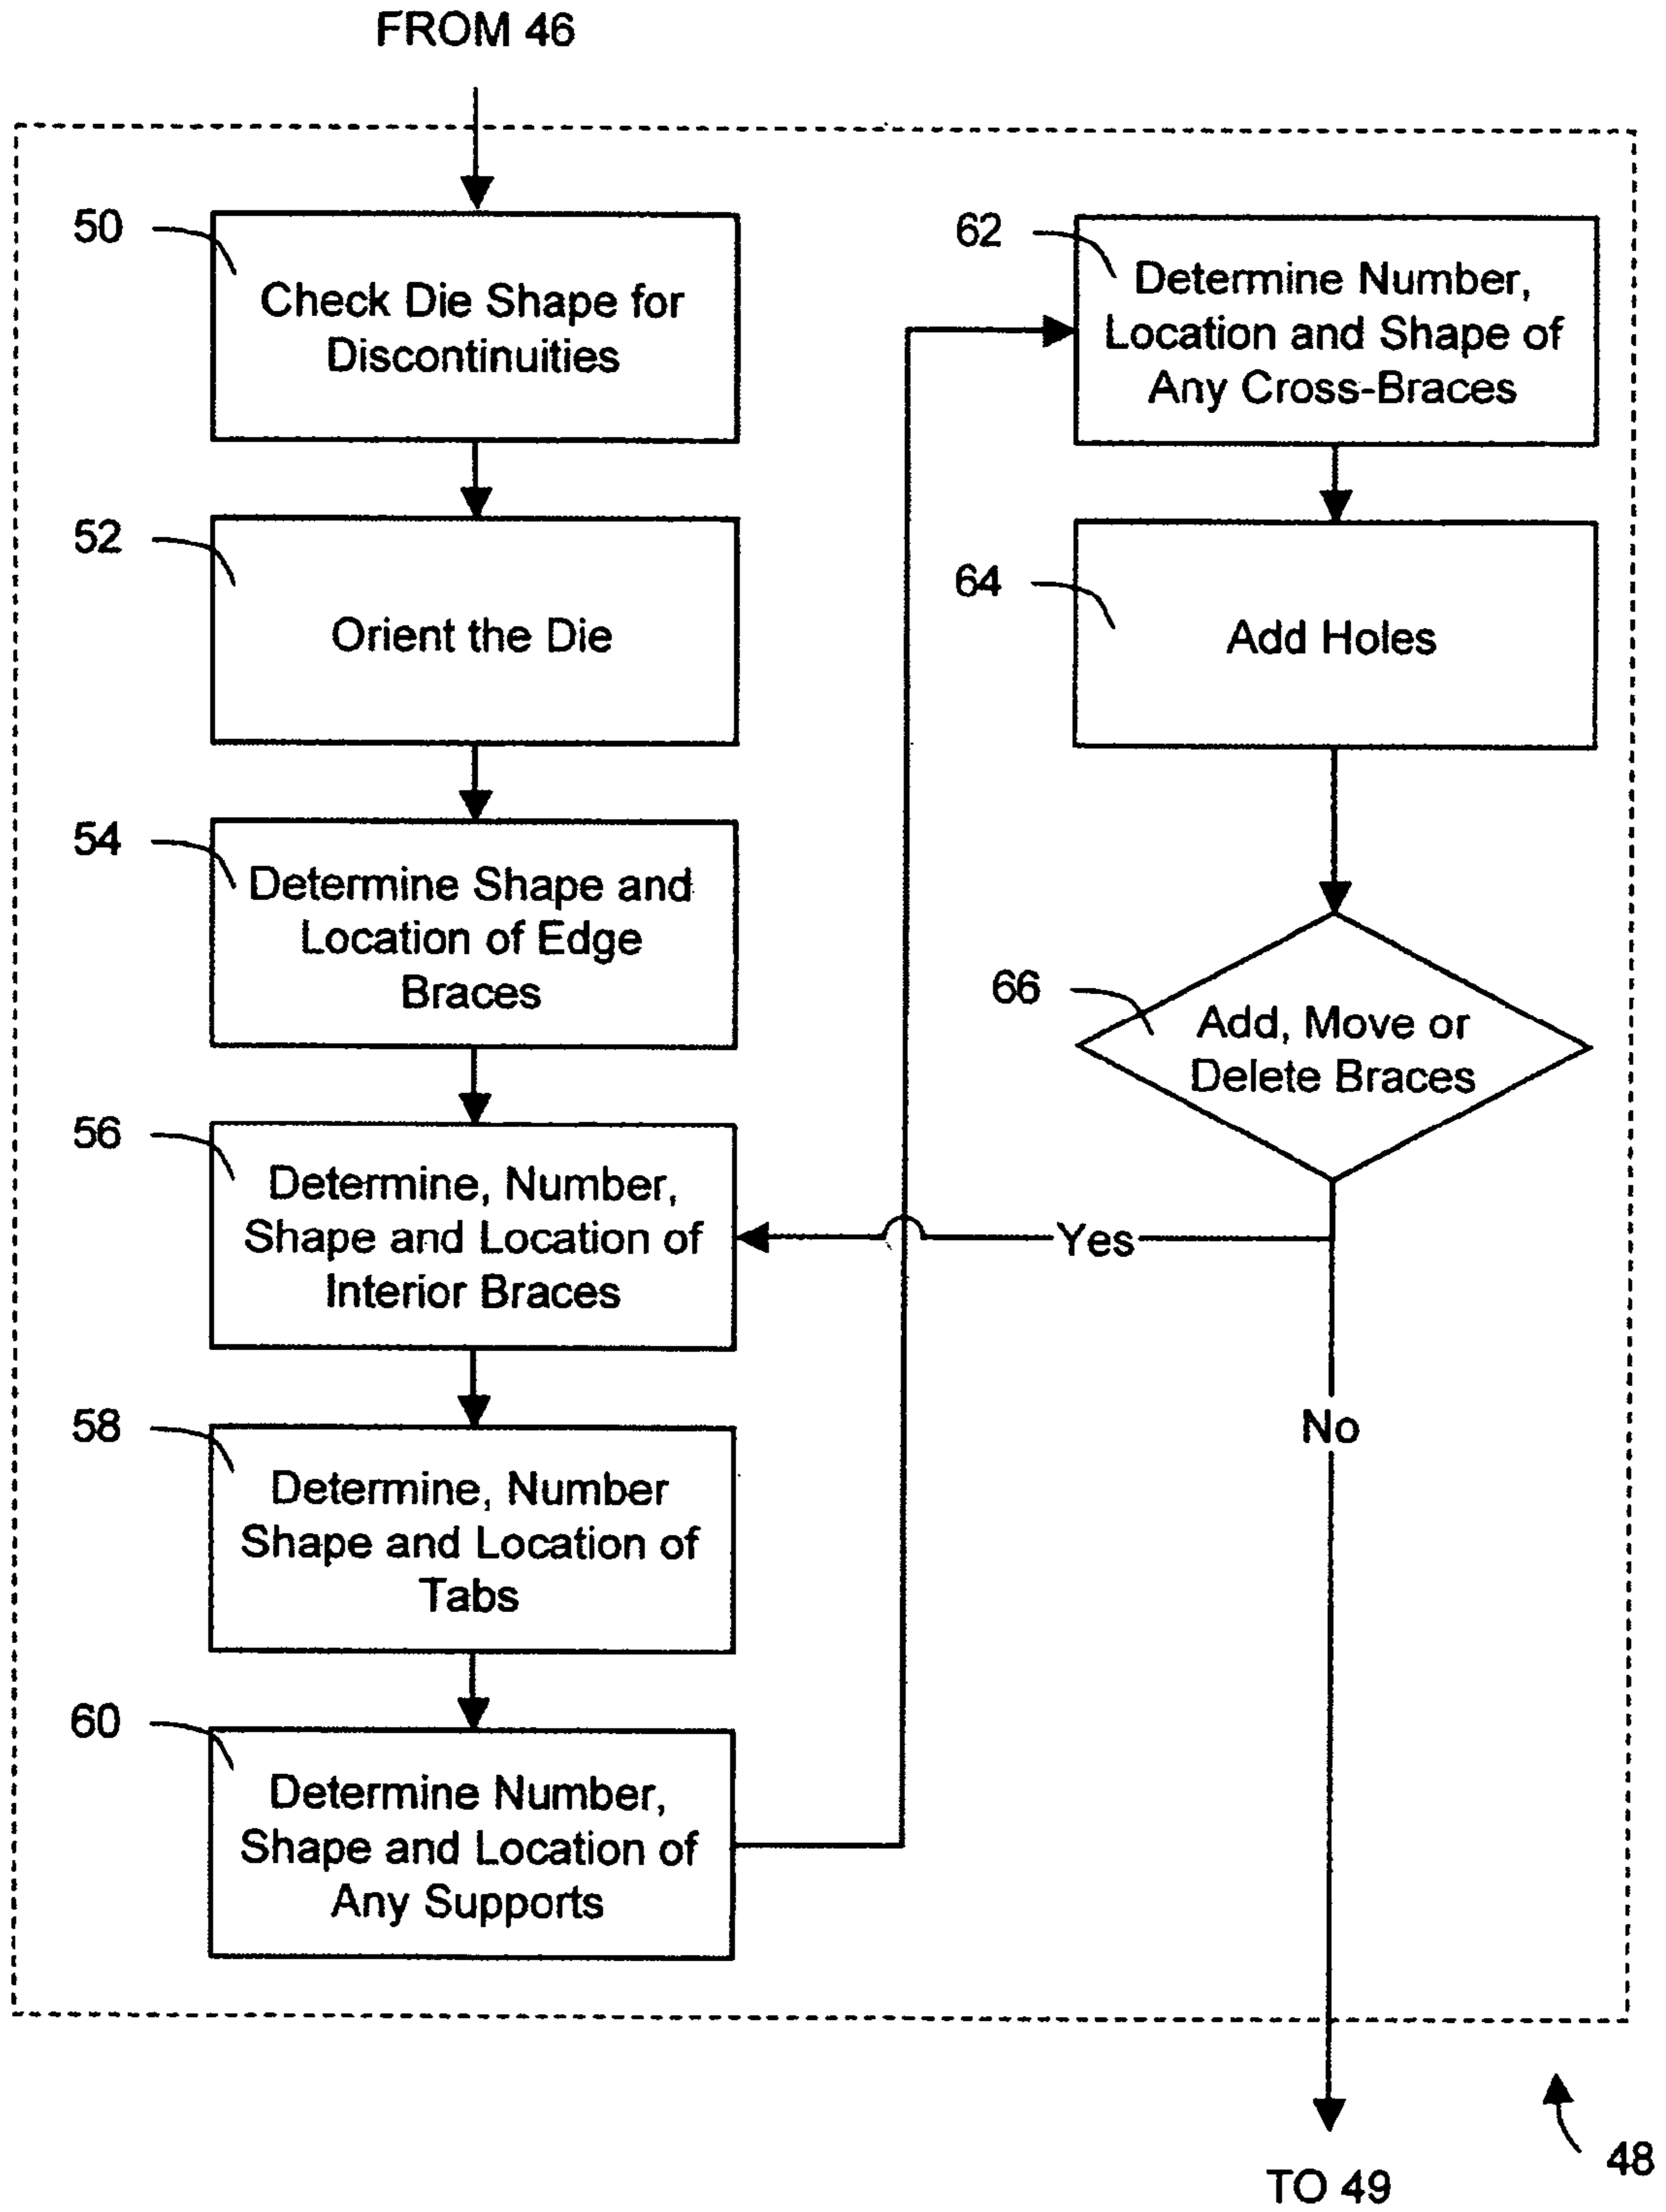 FROM 46
50
Check Die Shape for
Discontinuities
52
Orient the Die
54
Determine Shape and
Location of Edge
Braces
56
Determine, Number,
Shape and Location of
Interior Braces
58
Determine, Number
Shape and Location of
Tabs
60
Determine Number,
Shape and Location of
Any Supports
62
Determine Number,
Location and Shape of
Any Cross-Braces
64
Add Holes
66
Add, Move or
Delete Braces
Yes
No
TO 49
48